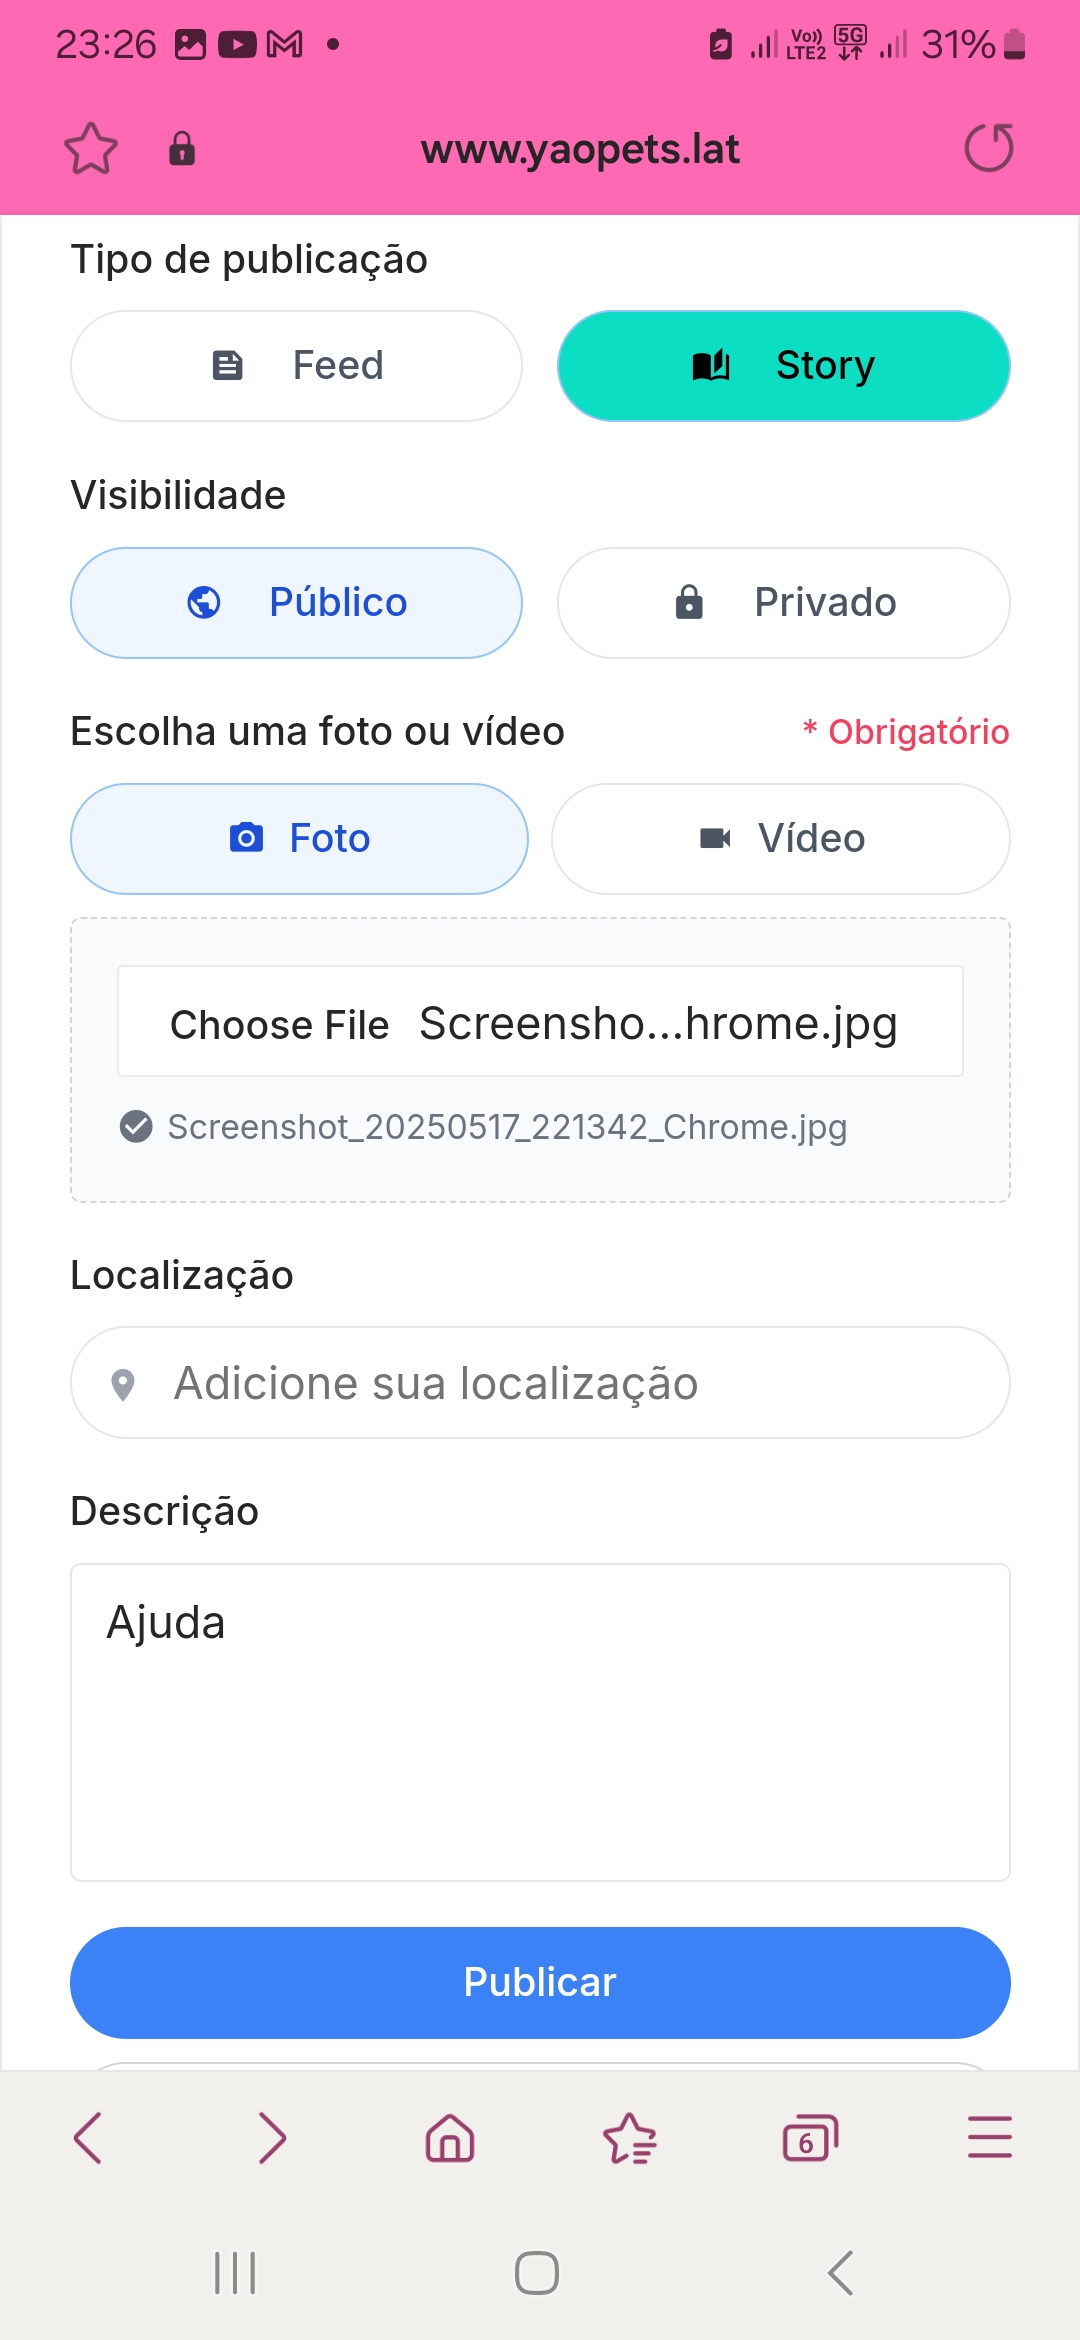 23:26
Vo)) LTE2 5G 31%
www.yaopets.lat
Tipo de publicação
Feed Story
Visibilidade
Público Privado
Escolha uma foto ou vídeo * Obrigatório
Foto Vídeo
Choose File Screensho...hrome.jpg
Screenshot_20250517_221342_Chrome.jpg
Localização
Adicione sua localização
Descrição
Ajuda
Publicar
6